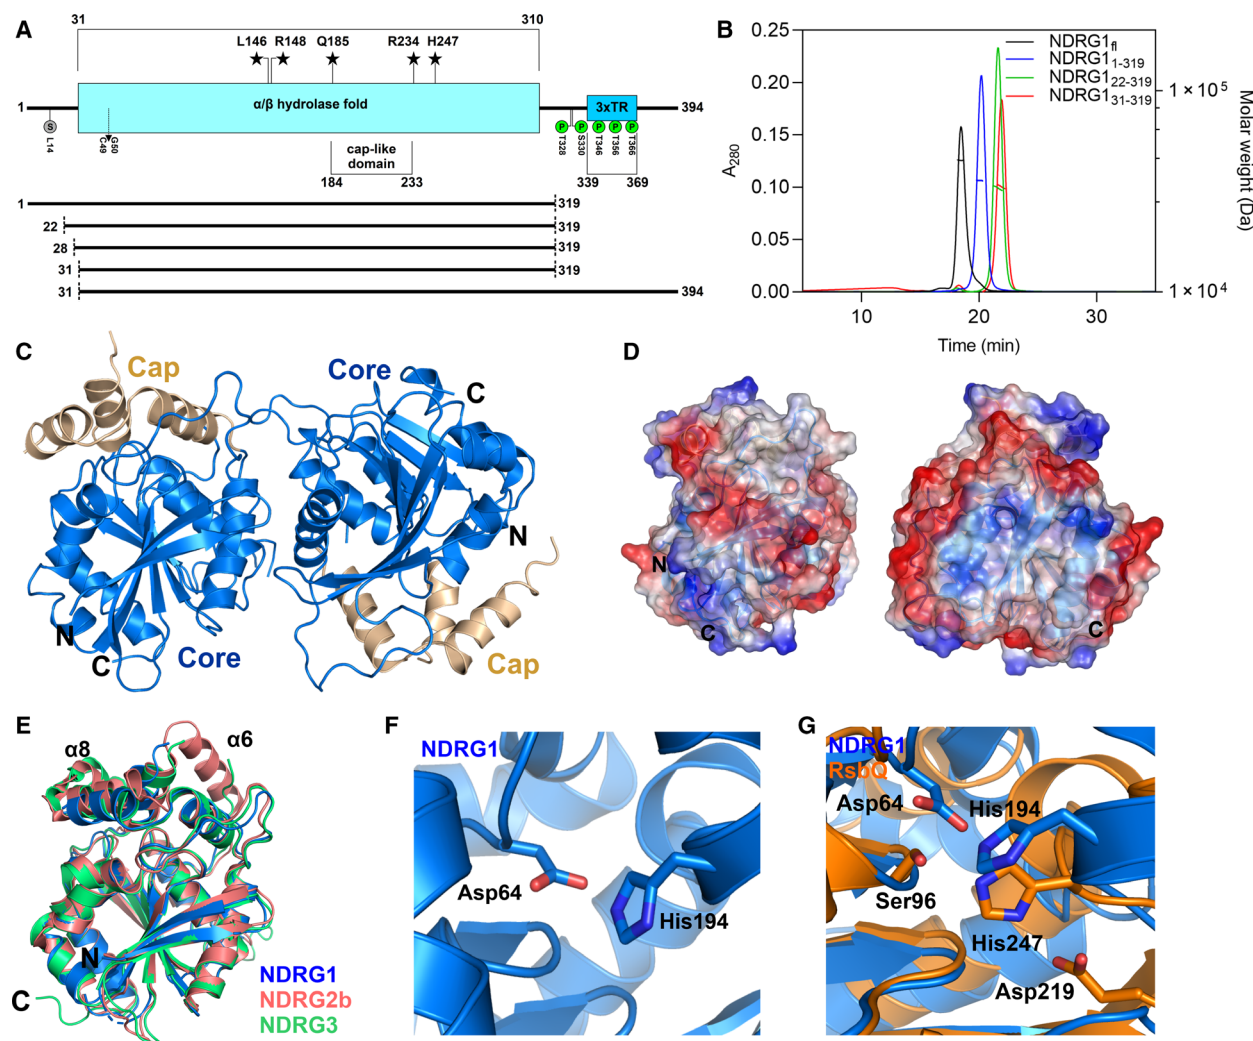 A
31
310
L146
R148
Q185
R234
H247
α/β hydrolase fold
3xTR
1
394
S
L14
C49
G50
P
P
P
P
P
T328
S330
T346
T356
T366
cap-like
domain
184
233
339
369
1
319
22
319
28
319
31
319
31
394
B
NDRG1fl
NDRG11-319
NDRG122-319
NDRG131-319
0.25
0.20
0.15
0.10
0.05
0.00
A280
1×10⁵
1×10⁴
Molar weight (Da)
10
20
30
Time (min)
C
Cap
Core
C
N
N
C
Core
Cap
D
N
C
C
E
α8
α6
N
C
NDRG1
NDRG2b
NDRG3
F
NDRG1
Asp64
His194
G
NDRG1
RsbQ
Asp64
His194
Ser96
His247
Asp219